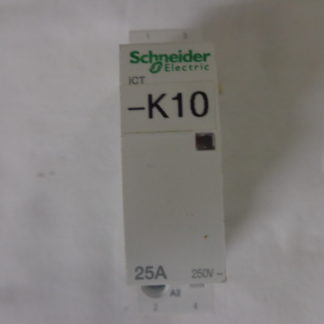 1 3
Schneider
Electric
iCT
-K10
25A 250V~
A2
2 4